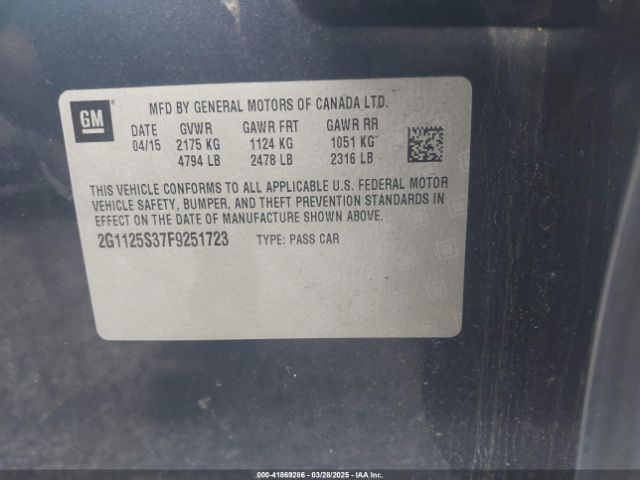 GM
MFD BY GENERAL MOTORS OF CANADA LTD.
DATE GVWR GAWR FRT GAWR RR
04/15 2175 KG 1124 KG 1051 KG
4794 LB 2478 LB 2316 LB
THIS VEHICLE CONFORMS TO ALL APPLICABLE U.S. FEDERAL MOTOR
VEHICLE SAFETY, BUMPER, AND THEFT PREVENTION STANDARDS IN
EFFECT ON THE DATE OF MANUFACTURE SHOWN ABOVE.
2G1125S37F9251723 TYPE: PASS CAR
000-41869286 | 03/28/2025 | IAAI.COM